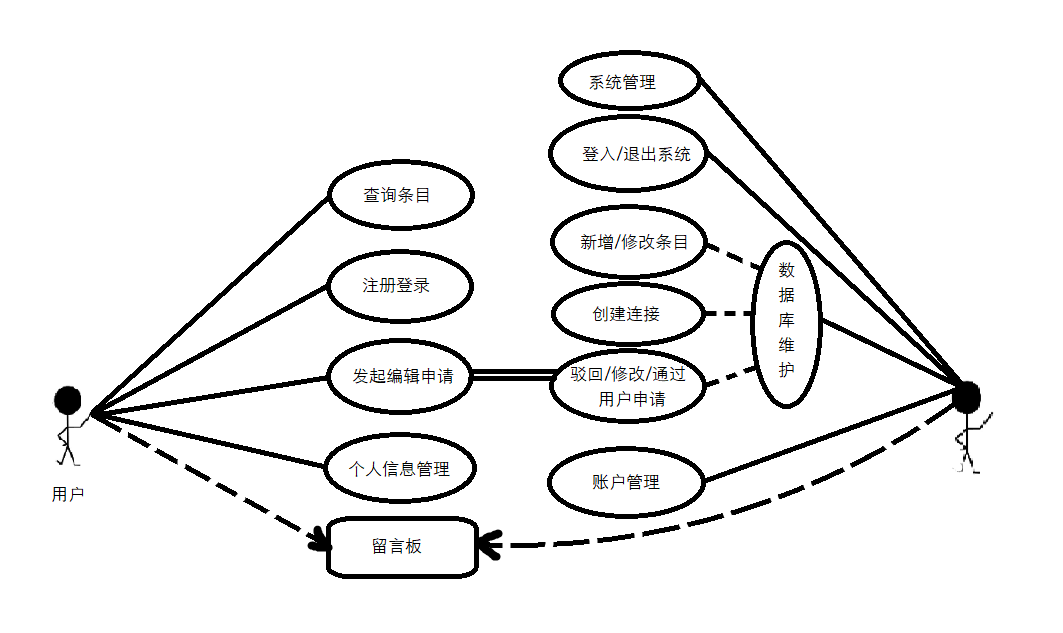 系统管理
登入/退出系统
查询条目
新增/修改条目
数
据
库
维
护
注册登录
创建连接
发起编辑申请
驳回/修改/通过
用户申请
个人信息管理
账户管理
用户
留言板